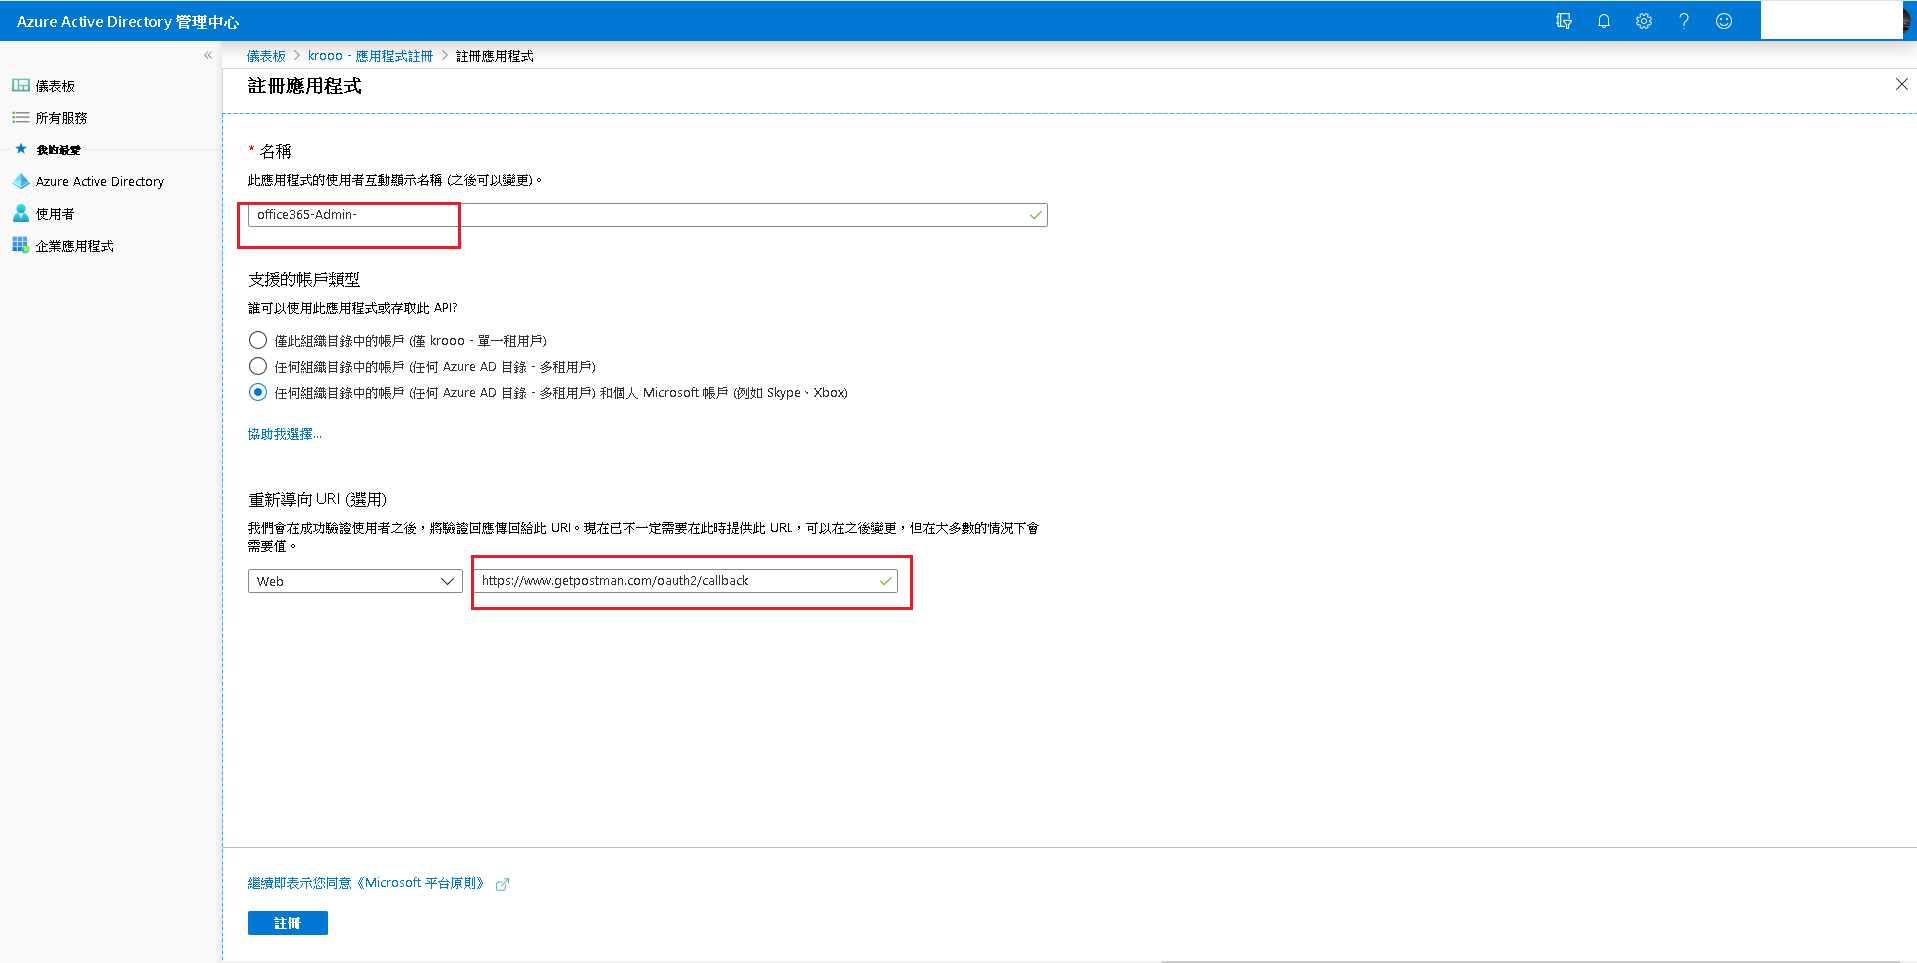 Azure Active Directory 管理中心
儀表板 > krooo - 應用程式註冊 > 註冊應用程式
註冊應用程式
儀表板
所有服務
我的最愛
Azure Active Directory
使用者
企業應用程式
* 名稱
此應用程式的使用者互動顯示名稱 (之後可以變更)。
office365-Admin-
支援的帳戶類型
誰可以使用此應用程式或存取此 API?
僅此組織目錄中的帳戶 (僅 krooo - 單一租用戶)
任何組織目錄中的帳戶 (任何 Azure AD 目錄 - 多租用戶)
任何組織目錄中的帳戶 (任何 Azure AD 目錄 - 多租用戶) 和個人 Microsoft 帳戶 (例如 Skype、Xbox)
協助我選擇...
重新導向 URI (選用)
我們會在成功驗證使用者之後，將驗證回應傳回給此 URI。現在已不一定需要在此時提供此 URL，可以在之後變更，但在大多數的情況下會
需要值。
Web
https://www.getpostman.com/oauth2/callback
繼續即表示您同意《Microsoft 平台原則》
註冊